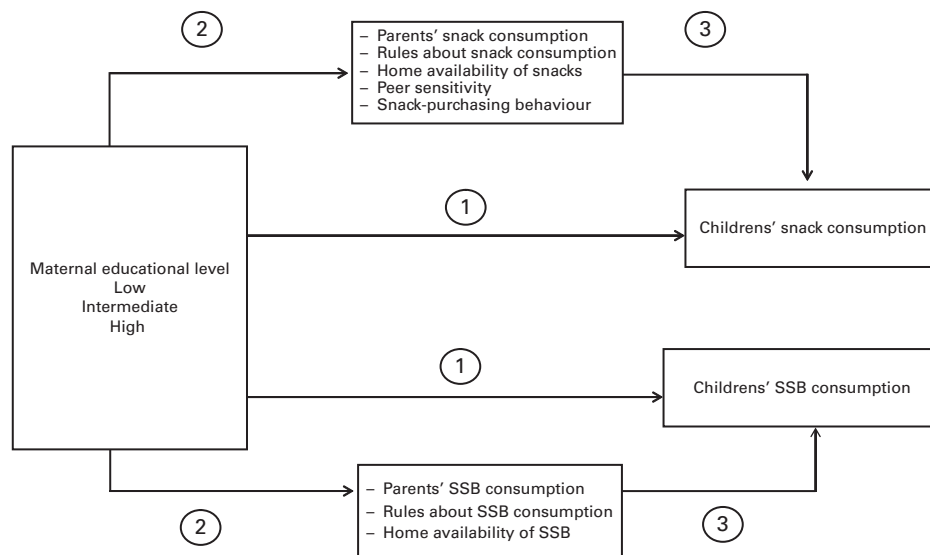 2
– Parents' snack consumption
– Rules about snack consumption
– Home availability of snacks
– Peer sensitivity
– Snack-purchasing behaviour
3
1
Childrens' snack consumption
Maternal educational level
Low
Intermediate
High
1
Childrens' SSB consumption
2
– Parents' SSB consumption
– Rules about SSB consumption
– Home availability of SSB
3